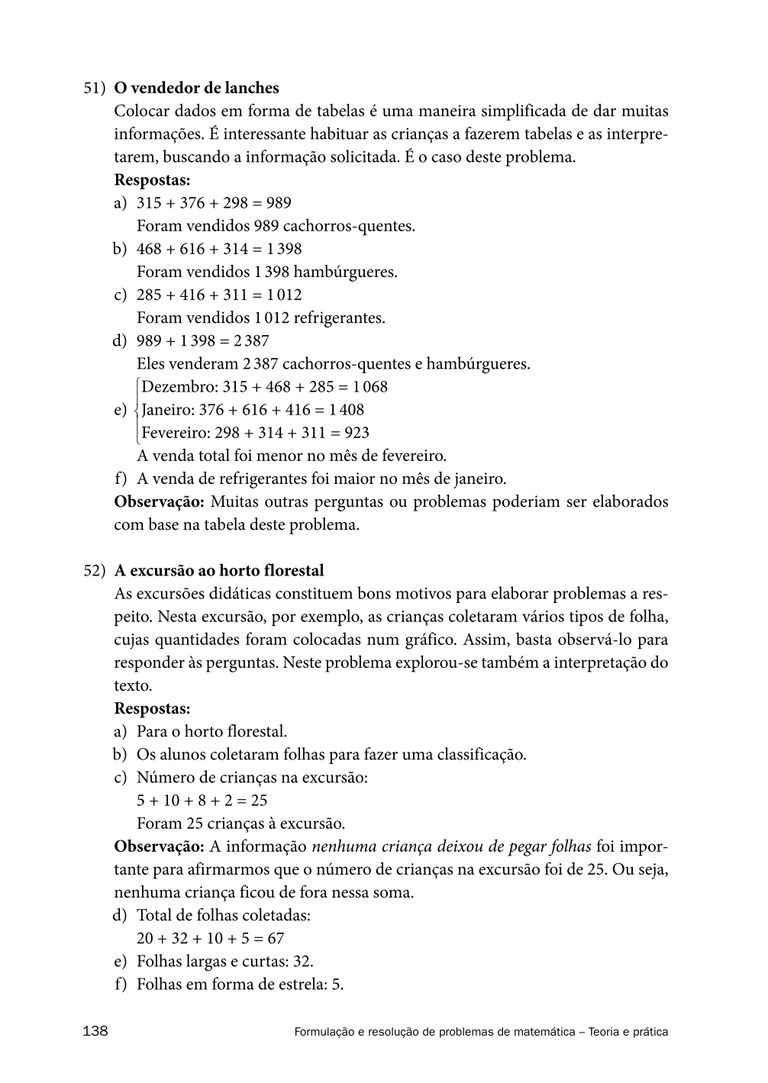 51) O vendedor de lanches
Colocar dados em forma de tabelas é uma maneira simplificada de dar muitas
informações. É interessante habituar as crianças a fazerem tabelas e as interpre-
tarem, buscando a informação solicitada. É o caso deste problema.
Respostas:
a) 315 + 376 + 298 = 989
Foram vendidos 989 cachorros-quentes.
b) 468 + 616 + 314 = 1 398
Foram vendidos 1 398 hambúrgueres.
c) 285 + 416 + 311 = 1 012
Foram vendidos 1 012 refrigerantes.
d) 989 + 1 398 = 2 387
Eles venderam 2 387 cachorros-quentes e hambúrgueres.
Dezembro: 315 + 468 + 285 = 1 068
e) Janeiro: 376 + 616 + 416 = 1 408
Fevereiro: 298 + 314 + 311 = 923
A venda total foi menor no mês de fevereiro.
f) A venda de refrigerantes foi maior no mês de janeiro.
Observação: Muitas outras perguntas ou problemas poderiam ser elaborados
com base na tabela deste problema.
52) A excursão ao horto florestal
As excursões didáticas constituem bons motivos para elaborar problemas a res-
peito. Nesta excursão, por exemplo, as crianças coletaram vários tipos de folha,
cujas quantidades foram colocadas num gráfico. Assim, basta observá-lo para
responder às perguntas. Neste problema explorou-se também a interpretação do
texto.
Respostas:
a) Para o horto florestal.
b) Os alunos coletaram folhas para fazer uma classificação.
c) Número de crianças na excursão:
5 + 10 + 8 + 2 = 25
Foram 25 crianças à excursão.
Observação: A informação nenhuma criança deixou de pegar folhas foi impor-
tante para afirmarmos que o número de crianças na excursão foi de 25. Ou seja,
nenhuma criança ficou de fora nessa soma.
d) Total de folhas coletadas:
20 + 32 + 10 + 5 = 67
e) Folhas largas e curtas: 32.
f) Folhas em forma de estrela: 5.
138 Formulação e resolução de problemas de matemática – Teoria e prática